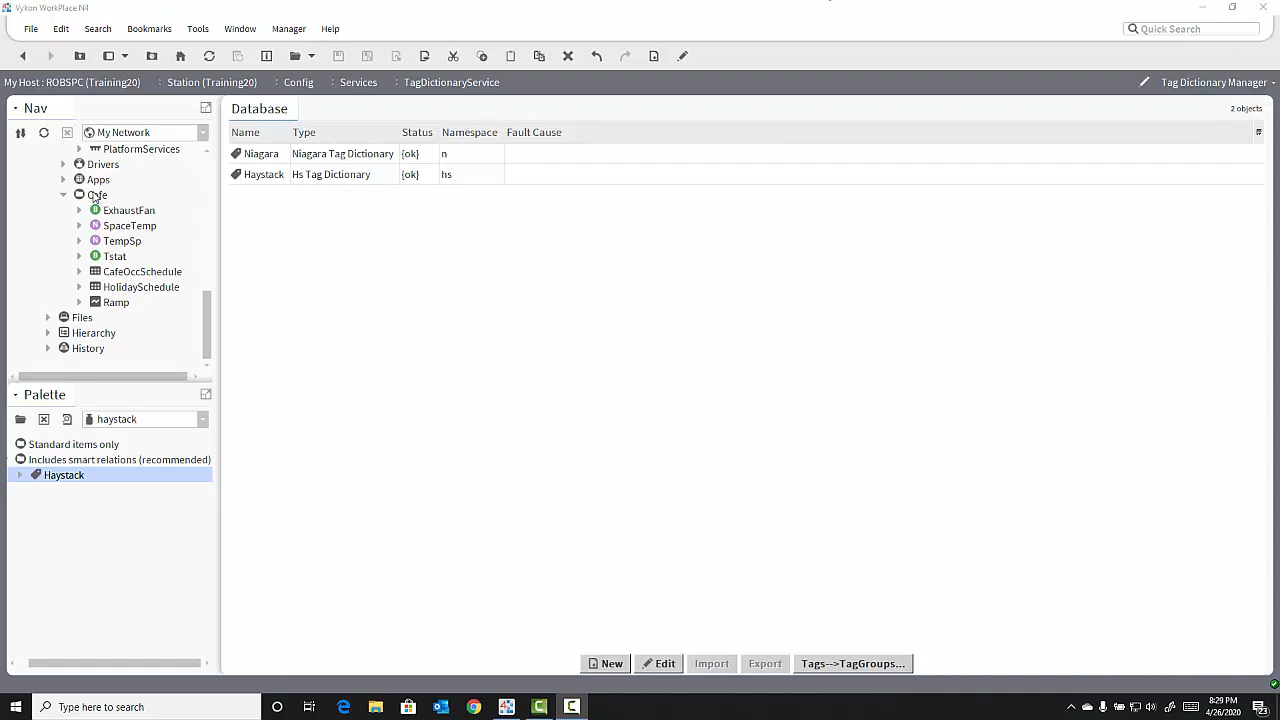 Vykon WorkPlace N4
File Edit Search Bookmarks Tools Window Manager Help
Quick Search
My Host : ROBSPC (Training20) : Station (Training20) : Config : Services : TagDictionaryService
Tag Dictionary Manager
Nav
My Network
PlatformServices
Drivers
Apps
Cafe
ExhaustFan
SpaceTemp
TempSp
Tstat
CafeOccSchedule
HolidaySchedule
Ramp
Files
Hierarchy
History
Palette
haystack
Standard items only
Includes smart relations (recommended)
Haystack
Database
2 objects
Name Type Status Namespace Fault Cause
Niagara Niagara Tag Dictionary {ok} n
Haystack Hs Tag Dictionary {ok} hs
New Edit Import Export Tags-->TagGroups...
Type here to search
8:29 PM
4/26/2020